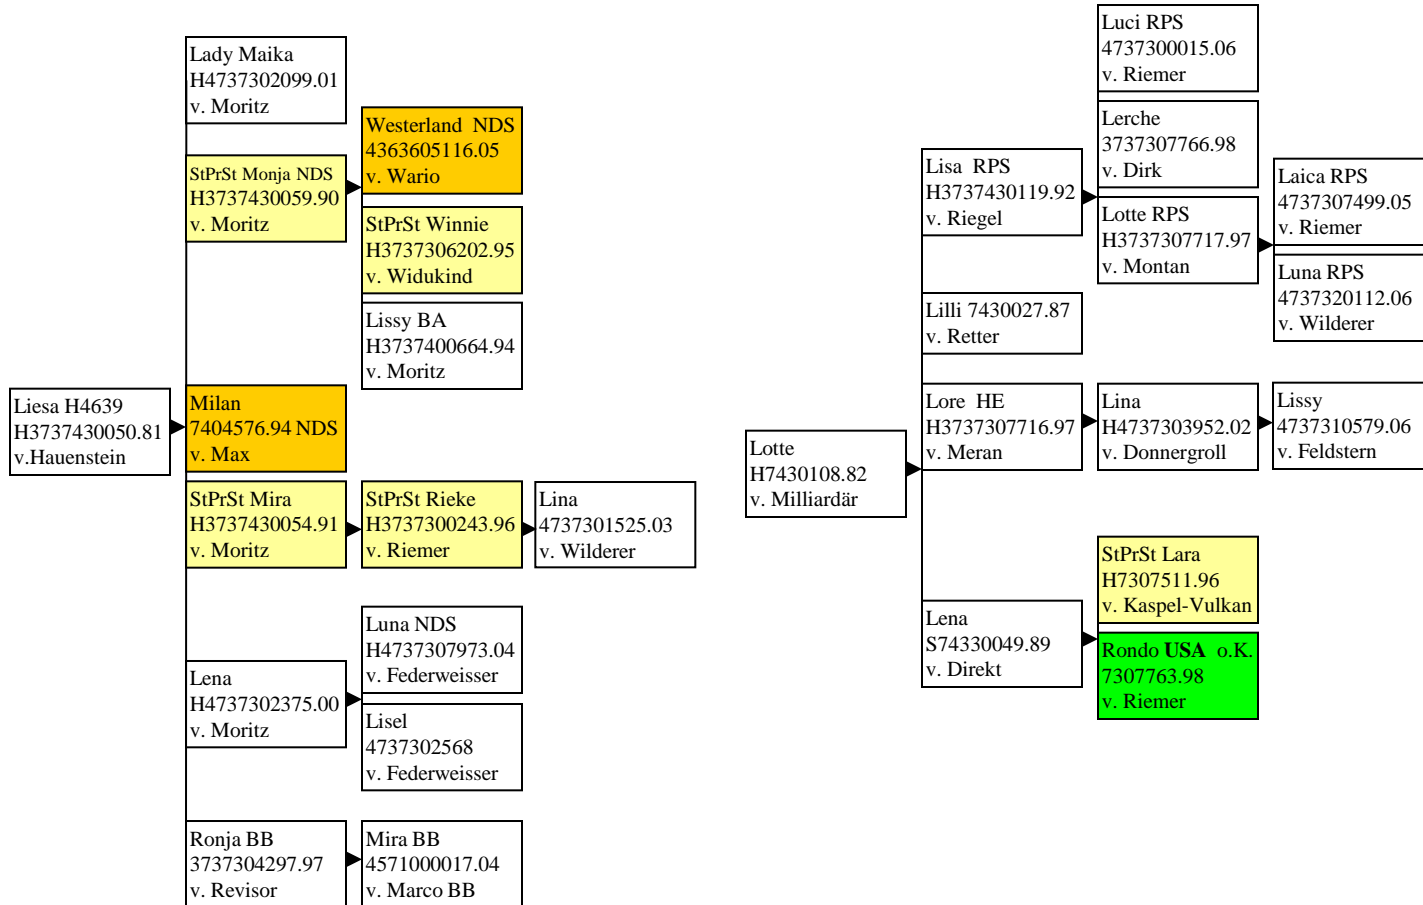 Lady Maika
H4737302099.01
v. Moritz
StPrSt Monja NDS
H3737430059.90
v. Moritz
Westerland  NDS
4363605116.05
v. Wario
StPrSt Winnie
H3737306202.95
v. Widukind
Lissy BA
H3737400664.94
v. Moritz
Liesa H4639
H3737430050.81
v.Hauenstein
Milan
7404576.94 NDS
v. Max
StPrSt Mira
H3737430054.91
v. Moritz
StPrSt Rieke
H3737300243.96
v. Riemer
Lina
4737301525.03
v. Wilderer
Lena
H4737302375.00
v. Moritz
Luna NDS
H4737307973.04
v. Federweisser
Lisel
4737302568
v. Federweisser
Ronja BB
3737304297.97
v. Revisor
Mira BB
4571000017.04
v. Marco BB
Luci RPS
4737300015.06
v. Riemer
Lerche
3737307766.98
v. Dirk
Lisa  RPS
H3737430119.92
v. Riegel
Lotte RPS
H3737307717.97
v. Montan
Laica RPS
4737307499.05
v. Riemer
Luna RPS
4737320112.06
v. Wilderer
Lilli 7430027.87
v. Retter
Lore  HE
H3737307716.97
v. Meran
Lina
H4737303952.02
v. Donnergroll
Lissy
4737310579.06
v. Feldstern
Lotte
H7430108.82
v. Milliardär
StPrSt Lara
H7307511.96
v. Kaspel-Vulkan
Lena
S74330049.89
v. Direkt
Rondo USA  o.K.
7307763.98
v. Riemer